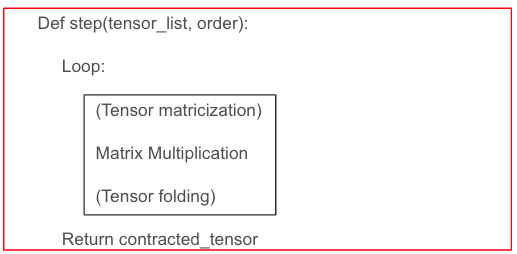 Def step(tensor_list, order):
Loop:
(Tensor matricization)
Matrix Multiplication
(Tensor folding)
Return contracted_tensor